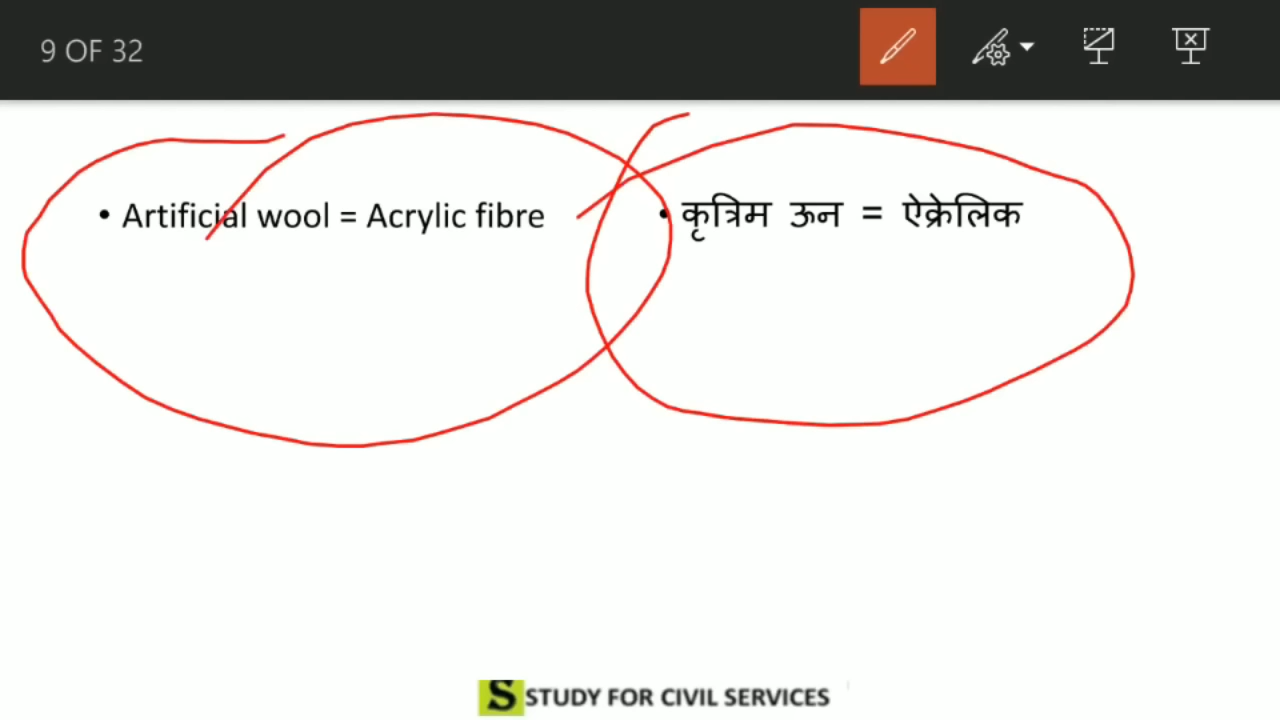 9 OF 32
• Artificial wool = Acrylic fibre
• कृत्रिम ऊन = ऐक्रेलिक
S STUDY FOR CIVIL SERVICES